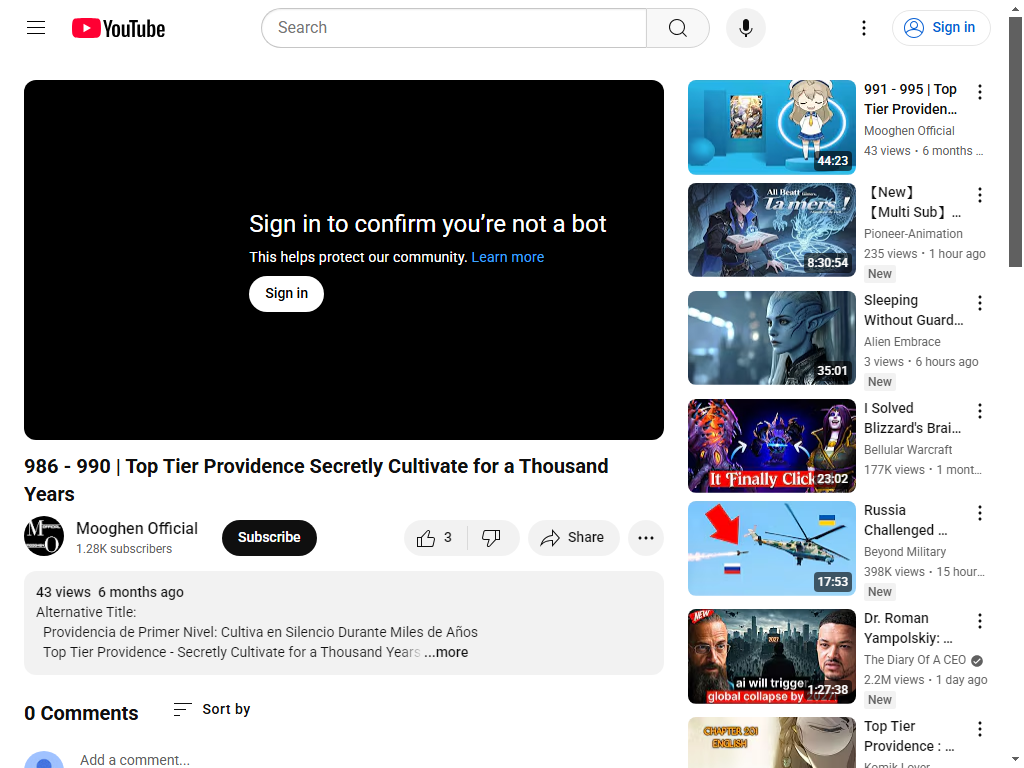 YouTube
Search
Sign in
Sign in to confirm you’re not a bot
This helps protect our community. Learn more
Sign in
986 - 990 | Top Tier Providence Secretly Cultivate for a Thousand
Years
Mooghen Official
1.28K subscribers
Subscribe
3
Share
43 views 6 months ago
Alternative Title:
Providencia de Primer Nivel: Cultiva en Silencio Durante Miles de Años
Top Tier Providence - Secretly Cultivate for a Thousand Years ...more
0 Comments
Sort by
Add a comment...
44:23
991 - 995 | Top
Tier Providen...
Mooghen Official
43 views • 6 months ...
All Beast
Tamers!
8:30:54
【New】
【Multi Sub】...
Pioneer-Animation
235 views • 1 hour ago
New
35:01
Sleeping
Without Guard...
Alien Embrace
3 views • 6 hours ago
New
It Finally Click
23:02
I Solved
Blizzard's Brai...
Bellular Warcraft
177K views • 1 mont...
17:53
Russia
Challenged ...
Beyond Military
398K views • 15 hour...
New
NEW
2027
ai will trigger
global collapse by 2027!
1:27:38
Dr. Roman
Yampolskiy: ...
The Diary Of A CEO
2.2M views • 1 day ago
New
CHAPTER 201
ENGLISH
Top Tier
Providence : ...
Komik Lover